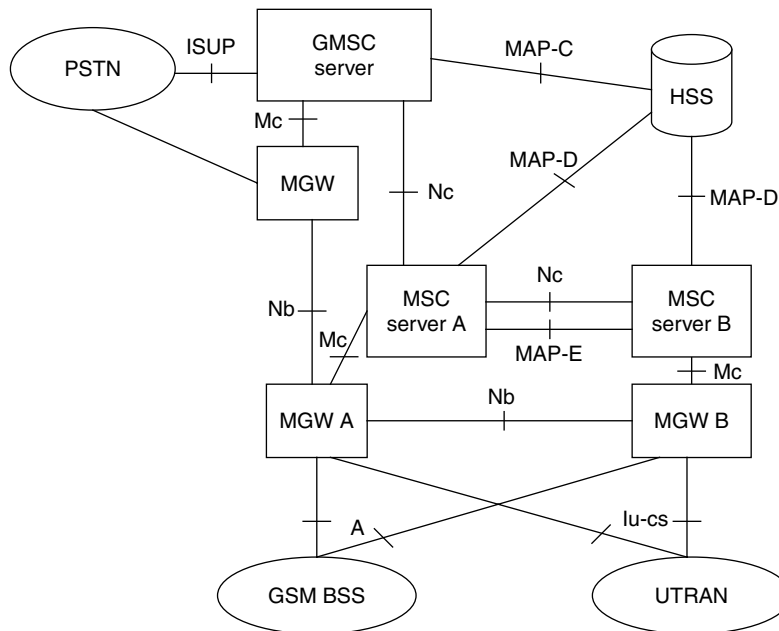 ISUP
GMSC
server
MAP-C
PSTN
HSS
Mc
MGW
MAP-D
Nc
MAP-D
Nb
MSC
server A
Nc
MAP-E
MSC
server B
Mc
Mc
MGW A
Nb
MGW B
A
Iu-cs
GSM BSS
UTRAN